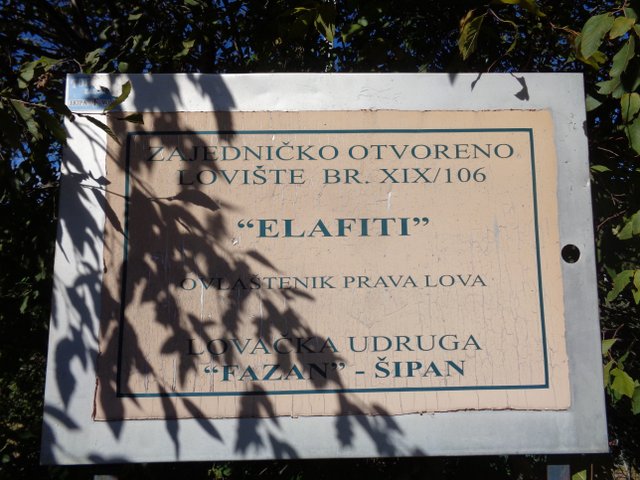 ZAJEDNIČKO OTVORENO
LOVIŠTE BR. XIX/106
“ELAFITI”
OVLAŠTENIK PRAVA LOVA
LOVAČKA UDRUGA
“FAZAN” - ŠIPAN